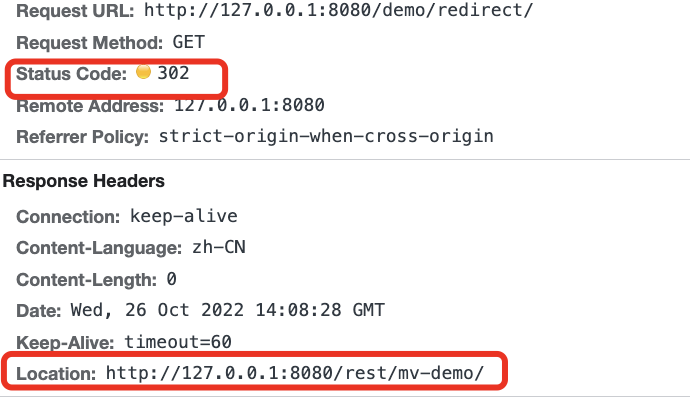 Request URL: http://127.0.0.1:8080/demo/redirect/
Request Method: GET
Status Code: 302
Remote Address: 127.0.0.1:8080
Referrer Policy: strict-origin-when-cross-origin
Response Headers
Connection: keep-alive
Content-Language: zh-CN
Content-Length: 0
Date: Wed, 26 Oct 2022 14:08:28 GMT
Keep-Alive: timeout=60
Location: http://127.0.0.1:8080/rest/mv-demo/